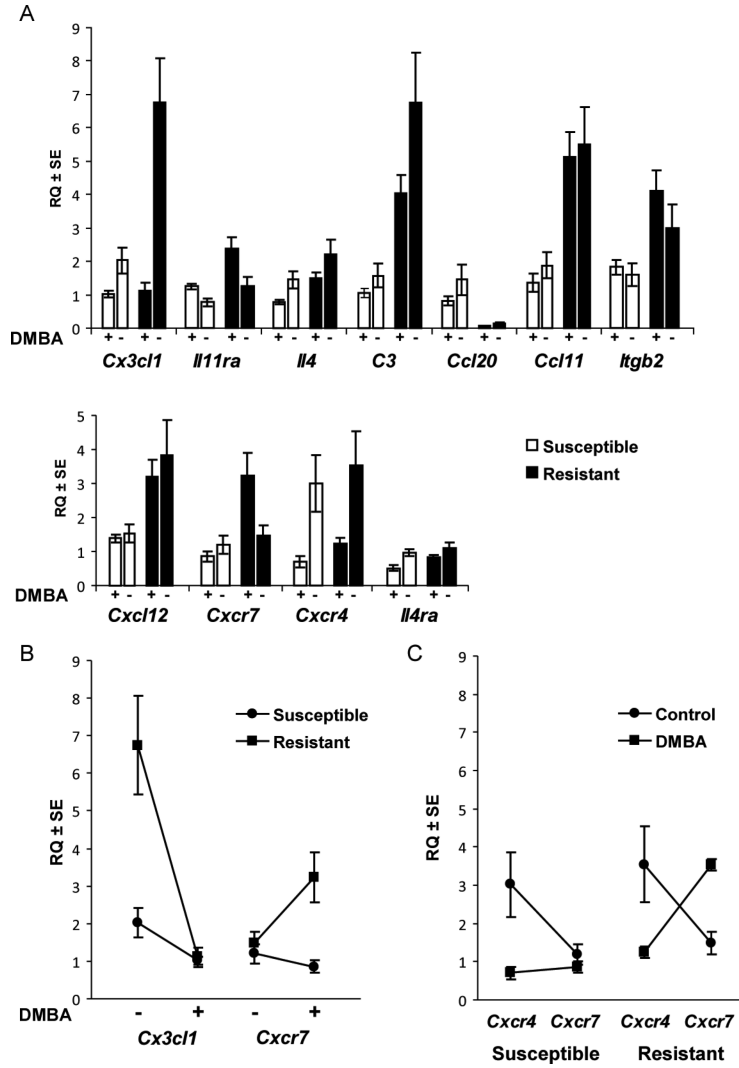 A
9
8
7
6
5
4
3
2
1
0
RQ ± SE
DMBA + - + - + - + - + - + - + - + - + - + - + - + - + - + -
Cx3cl1 Il11ra Il4 C3 Ccl20 Ccl11 Itgb2
5
4
3
2
1
0
RQ ± SE
Susceptible
Resistant
DMBA + - + - + - + - + - + - + - + -
Cxcl12 Cxcr7 Cxcr4 Il4ra
B
9
8
7
6
5
4
3
2
1
0
RQ ± SE
Susceptible
Resistant
DMBA - + - +
Cx3cl1 Cxcr7
C
9
8
7
6
5
4
3
2
1
0
RQ ± SE
Control
DMBA
Cxcr4 Cxcr7 Cxcr4 Cxcr7
Susceptible Resistant